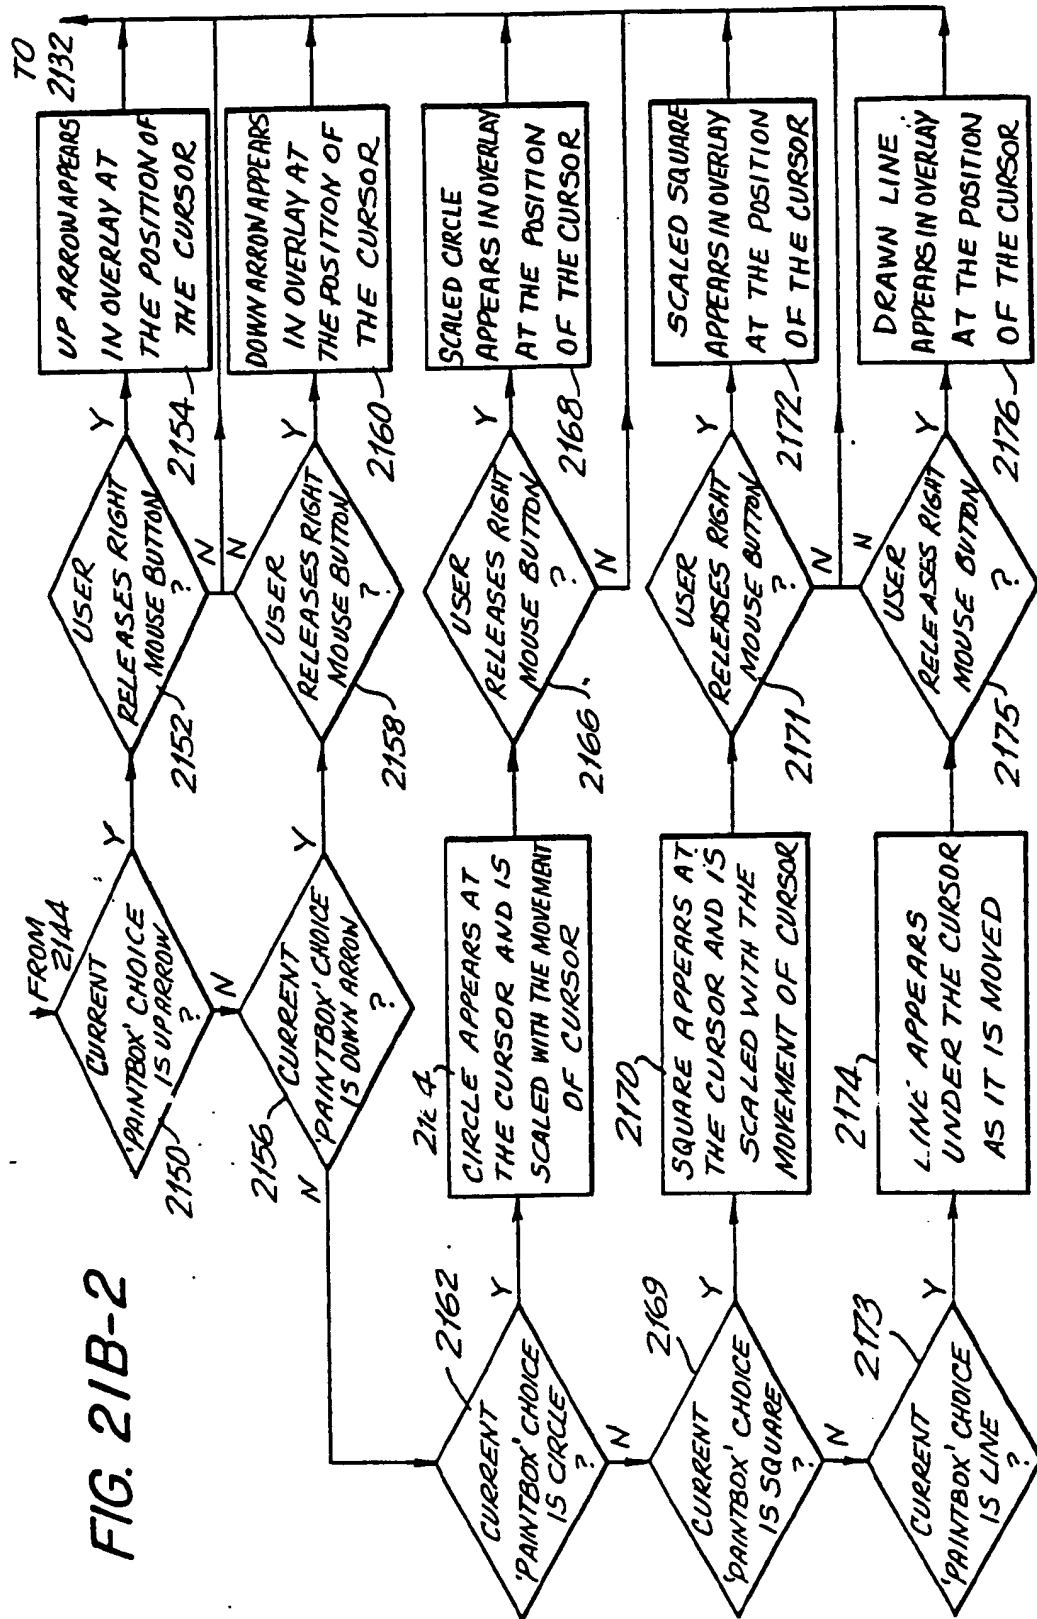 FIG. 21B-2
FROM
2144
CURRENT
'PAINTBOX' CHOICE
IS UP ARROW
?
2150
Y
N
USER
RELEASES RIGHT
MOUSE BUTTON
?
2152
Y
N
UP ARROW APPEARS
IN OVERLAY AT
THE POSITION OF
THE CURSOR
2154
TO
2132
CURRENT
'PAINTBOX' CHOICE
IS DOWN ARROW
?
2156
Y
N
USER
RELEASES RIGHT
MOUSE BUTTON
?
2158
Y
N
DOWN ARROW APPEARS
IN OVERLAY AT
THE POSITION OF
THE CURSOR
2160
CURRENT
'PAINTBOX' CHOICE
IS CIRCLE
?
2162
Y
N
CIRCLE APPEARS AT
THE CURSOR AND IS
SCALED WITH THE MOVEMENT
OF CURSOR
USER
RELEASES RIGHT
MOUSE BUTTON
?
2166
Y
N
SCALED CIRCLE
APPEARS IN OVERLAY
AT THE POSITION
OF THE CURSOR
2168
CURRENT
'PAINTBOX' CHOICE
IS SQUARE
?
2169
Y
N
SQUARE APPEARS AT
THE CURSOR AND IS
SCALED WITH THE
MOVEMENT OF CURSOR
2170
USER
RELEASES RIGHT
MOUSE BUTTON
?
2171
Y
N
SCALED SQUARE
APPEARS IN OVERLAY
AT THE POSITION
OF THE CURSOR
2172
CURRENT
'PAINTBOX' CHOICE
IS LINE
?
2173
Y
LINE APPEARS
UNDER THE CURSOR
AS IT IS MOVED
2174
USER
RELEASES RIGHT
MOUSE BUTTON
?
2175
Y
N
DRAWN LINE
APPEARS IN OVERLAY
AT THE POSITION
OF THE CURSOR
2176